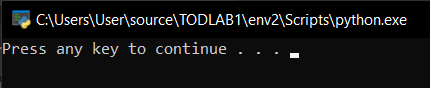 C:\Users\User\source\TODLAB1\env2\Scripts\python.exe
Press any key to continue . . .